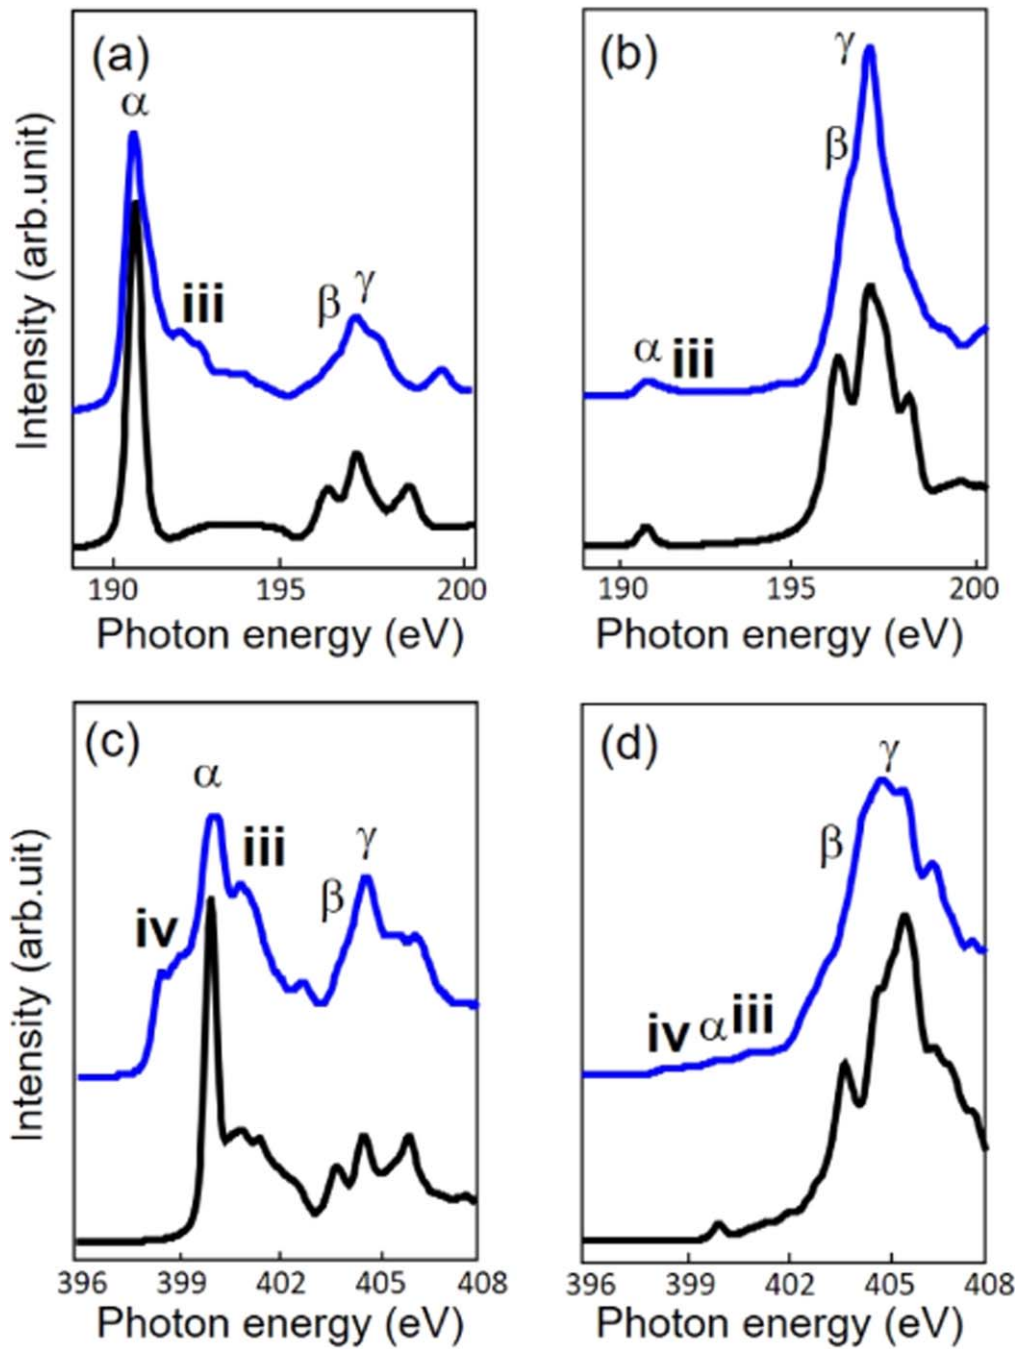 (a)
α
iii
β γ
Intensity (arb.unit)
190 195 200
Photon energy (eV)
(b)
γ
β
α iii
190 195 200
Photon energy (eV)
(c)
α
iii
iv
β
γ
Intensity (arb.uit)
396 399 402 405 408
Photon energy (eV)
(d)
γ
β
iv α iii
396 399 402 405 408
Photon energy (eV)